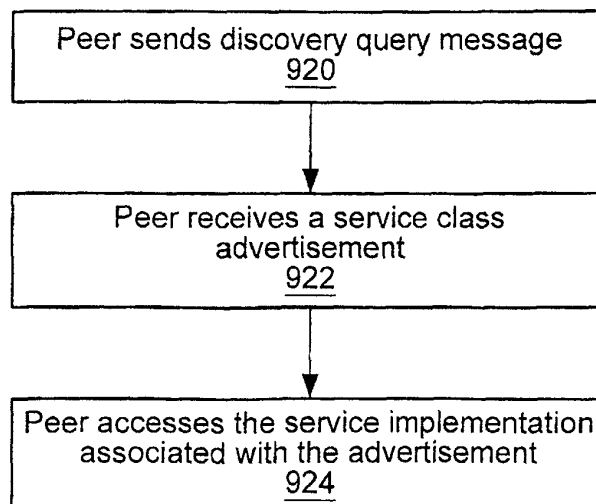 Peer sends discovery query message
920
Peer receives a service class
advertisement
922
Peer accesses the service implementation
associated with the advertisement
924